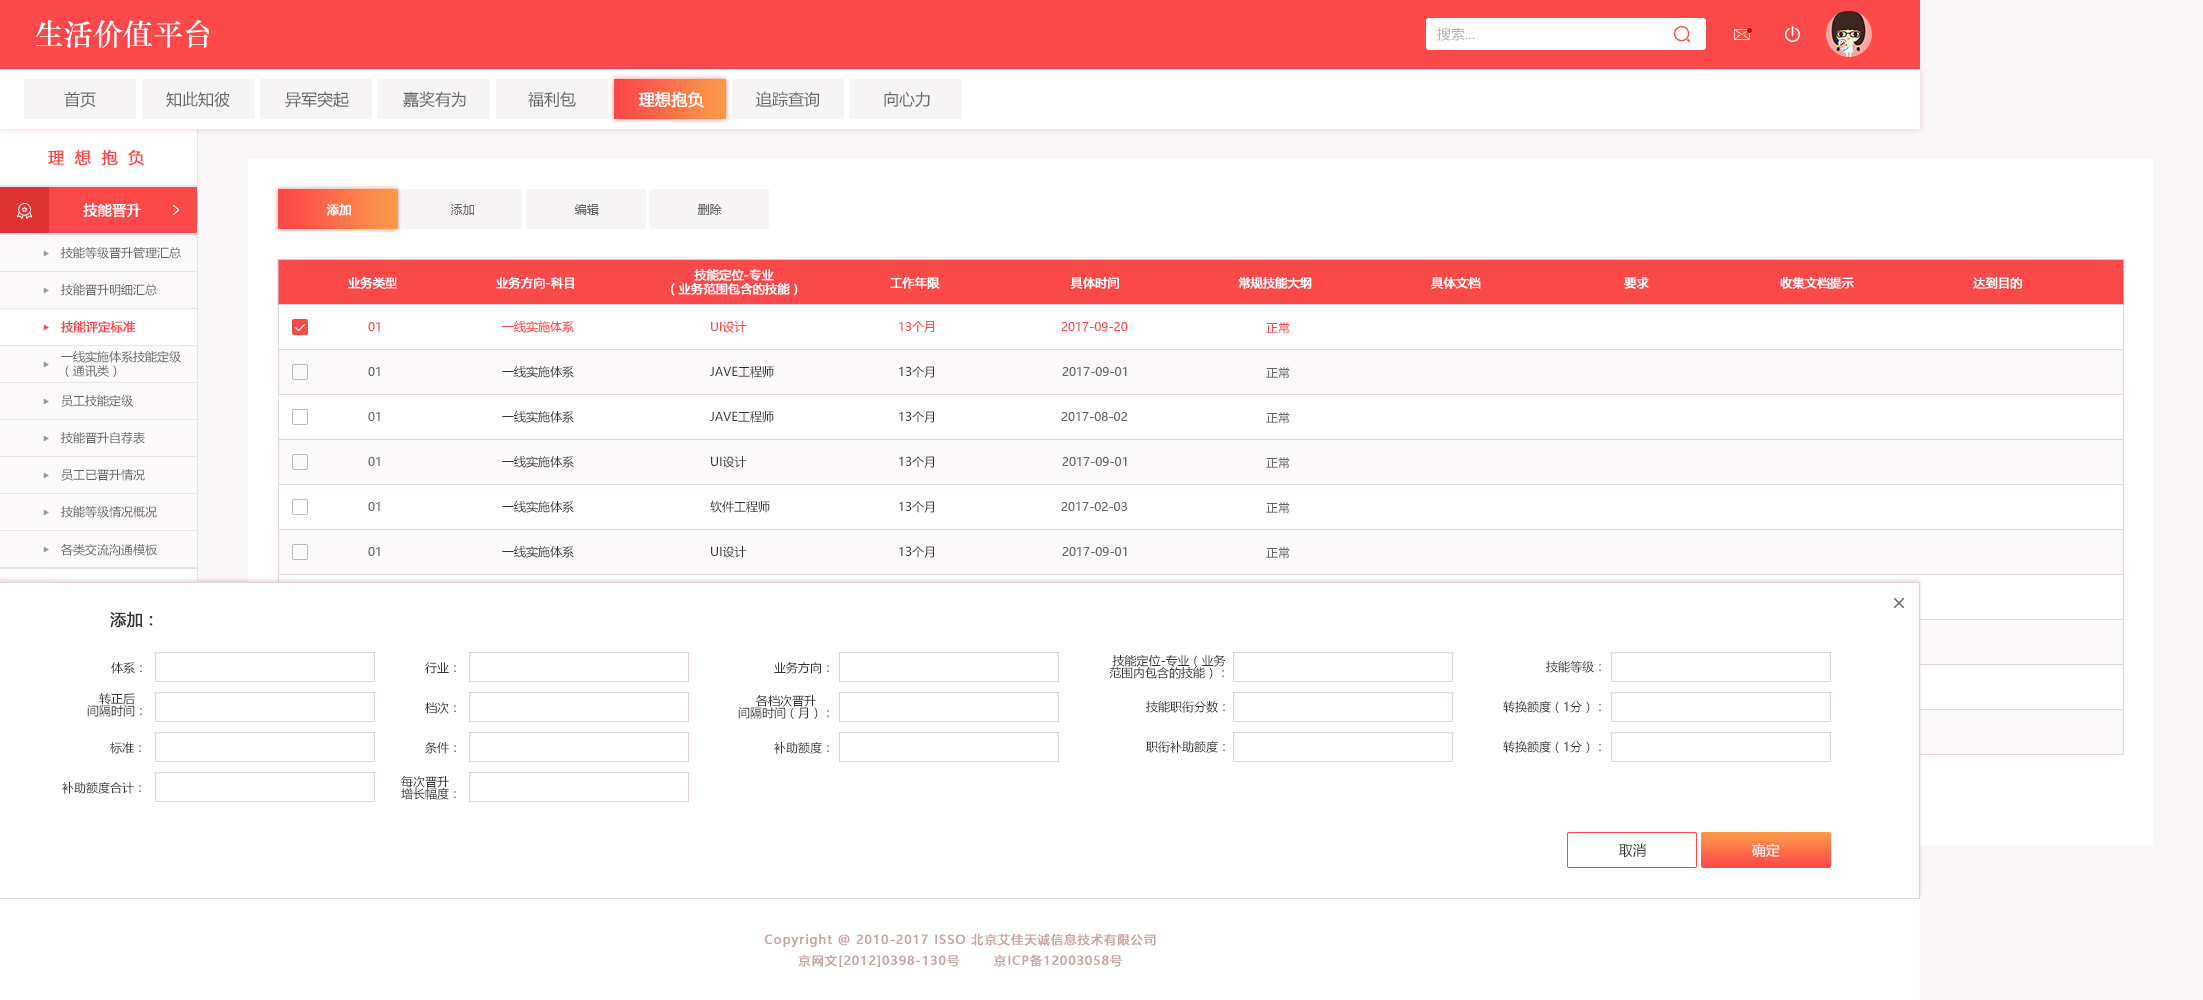 生活价值平台
搜索...
首页
知此知彼
异军突起
嘉奖有为
福利包
理想抱负
追踪查询
向心力
理想抱负
技能晋升
技能等级晋升管理汇总
技能晋升明细汇总
技能评定标准
一线实施体系技能定级
（通讯类）
员工技能定级
技能晋升自荐表
员工已晋升情况
技能等级情况概况
各类交流沟通模板
添加
添加
编辑
删除
业务类型 业务方向-科目 技能定位-专业 工作年限 具体时间 常规技能大纲 具体文档 要求 收集文档提示 达到目的
（业务范围包含的技能）
01 一线实施体系 UI设计 13个月 2017-09-20 正常
01 一线实施体系 JAVE工程师 13个月 2017-09-01 正常
01 一线实施体系 JAVE工程师 13个月 2017-08-02 正常
01 一线实施体系 UI设计 13个月 2017-09-01 正常
01 一线实施体系 软件工程师 13个月 2017-02-03 正常
01 一线实施体系 UI设计 13个月 2017-09-01 正常
添加：
体系：
行业：
业务方向：
技能定位-专业（业务
范围内包含的技能）：
技能等级：
转正后
间隔时间：
档次：
各档次晋升
间隔时间（月）：
技能职衔分数：
转换额度（1分）：
标准：
条件：
补助额度：
职衔补助额度：
转换额度（1分）：
补助额度合计：
每次晋升
增长幅度：
取消
确定
Copyright @ 2010-2017 ISSO 北京艾佳天诚信息技术有限公司
京网文[2012]0398-130号 京ICP备12003058号